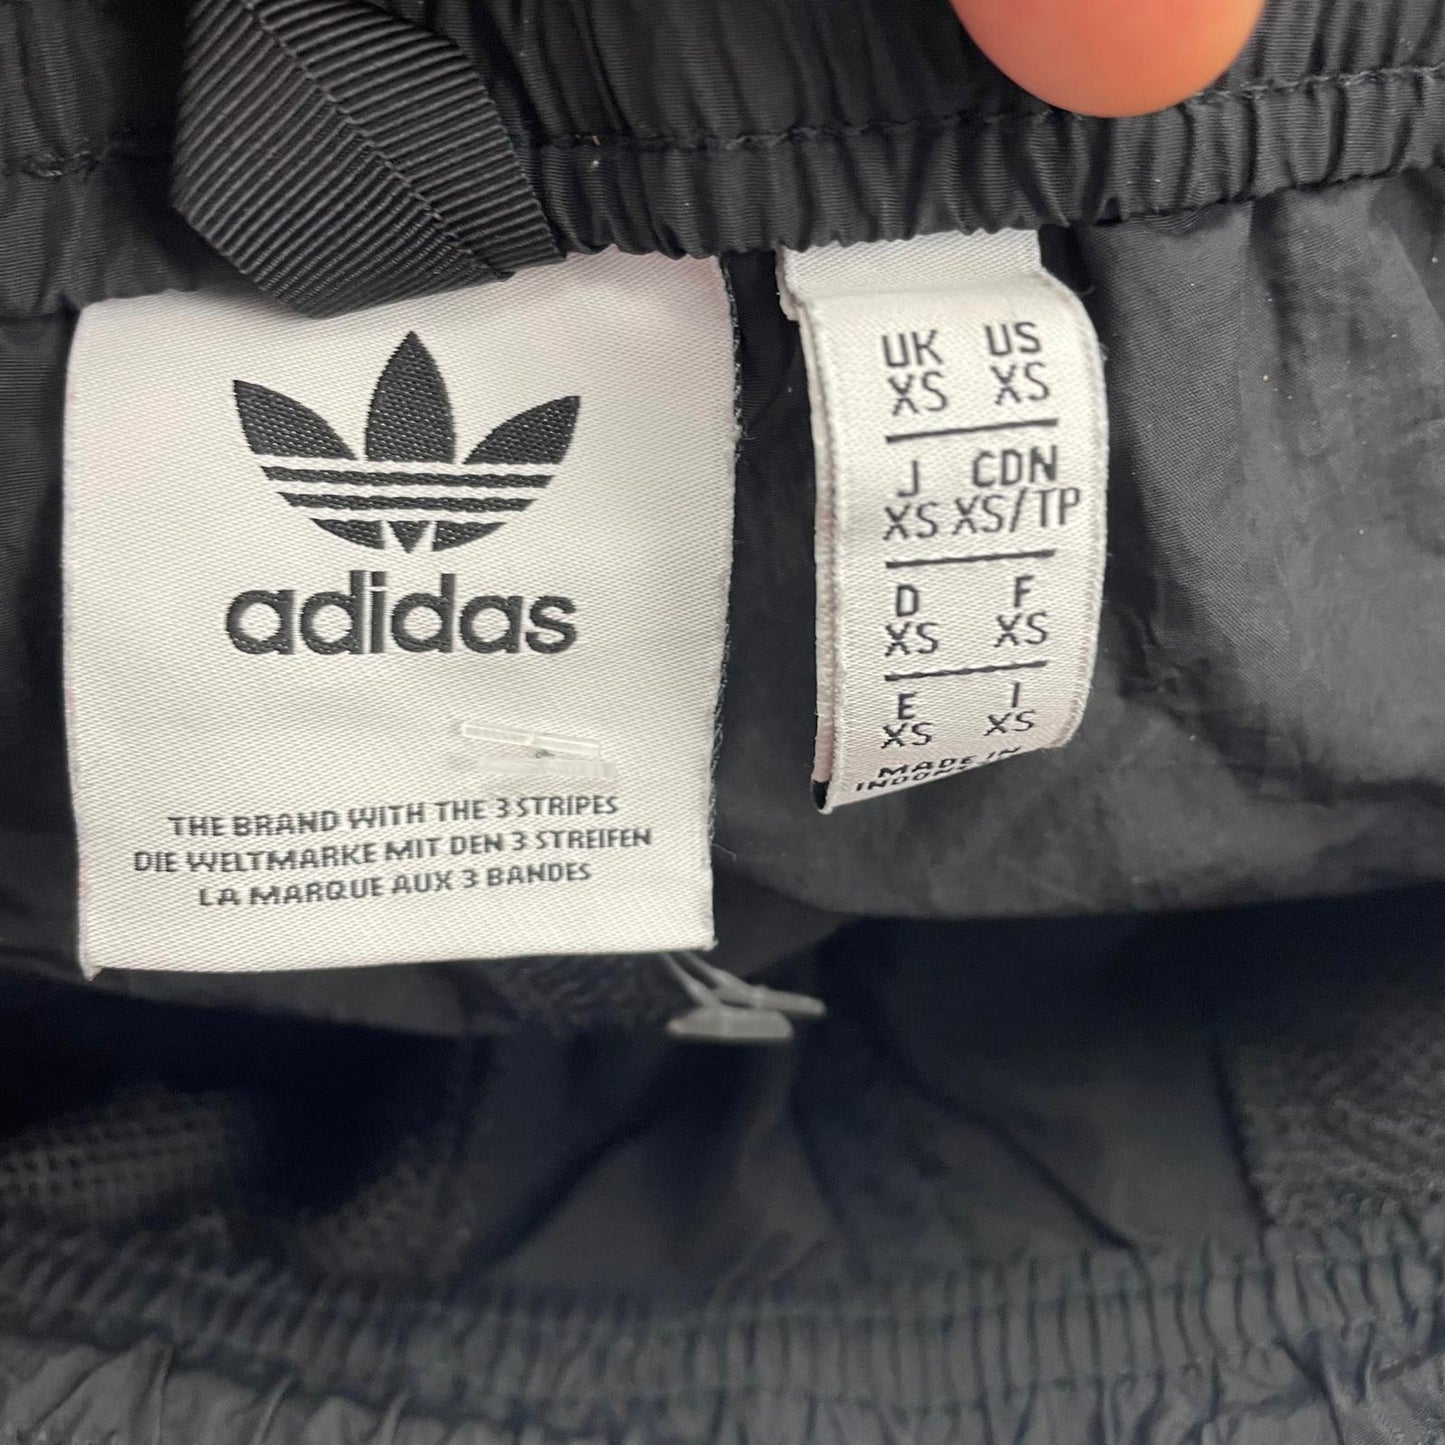 adidas
THE BRAND WITH THE 3 STRIPES
DIE WELTMARKE MIT DEN 3 STREIFEN
LA MARQUE AUX 3 BANDES
UK US
XS XS
J CDN
XS XS/TP
D F
XS XS
E I
XS XS
MADE IN